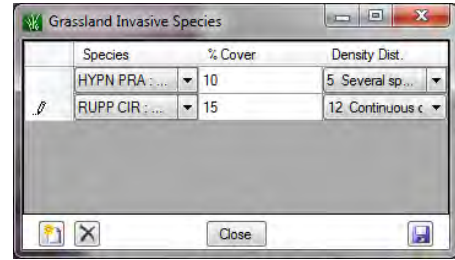 Grassland Invasive Species
Species % Cover Density Dist.
HYPN PRA : ... 10 5 Several sp...
RUPP CIR : ... 15 12 Continuous c
Close